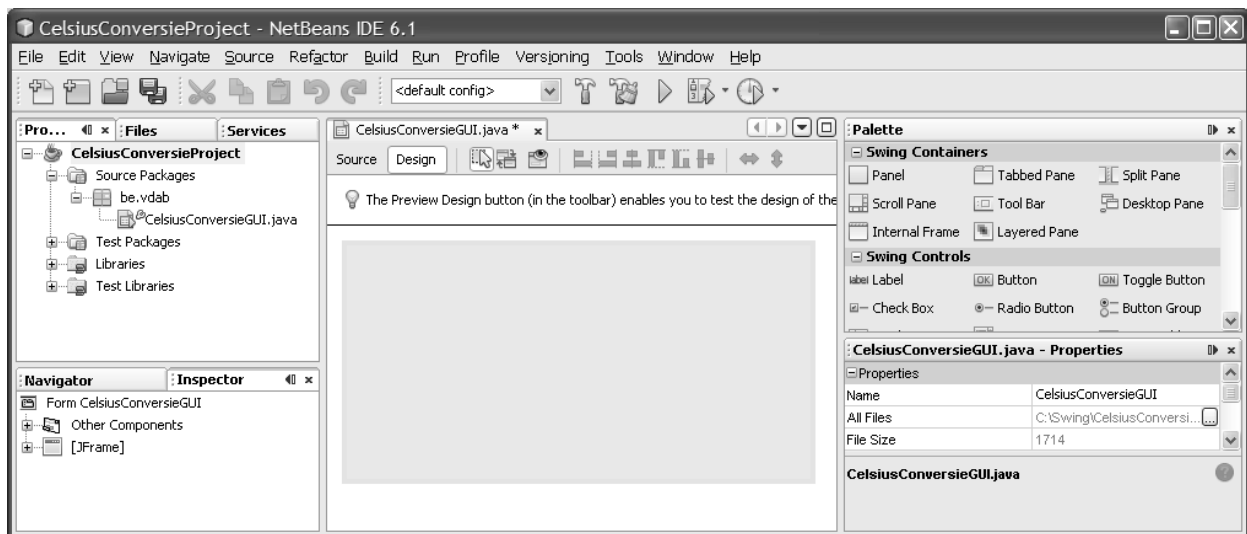 CelsiusConversieProject - NetBeans IDE 6.1
File Edit View Navigate Source Refactor Build Run Profile Versioning Tools Window Help
<default config>
Pro... Files Services
CelsiusConversieProject
Source Packages
be.vdab
CelsiusConversieGUI.java
Test Packages
Libraries
Test Libraries
Navigator Inspector
Form CelsiusConversieGUI
Other Components
[JFrame]
CelsiusConversieGUI.java *
Source Design
The Preview Design button (in the toolbar) enables you to test the design of the
Palette
Swing Containers
Panel Tabbed Pane Split Pane
Scroll Pane Tool Bar Desktop Pane
Internal Frame Layered Pane
Swing Controls
label Label OK Button ON Toggle Button
Check Box Radio Button Button Group
CelsiusConversieGUI.java - Properties
Properties
Name CelsiusConversieGUI
All Files C:\Swing\CelsiusConversi... ...
File Size 1714
CelsiusConversieGUI.java